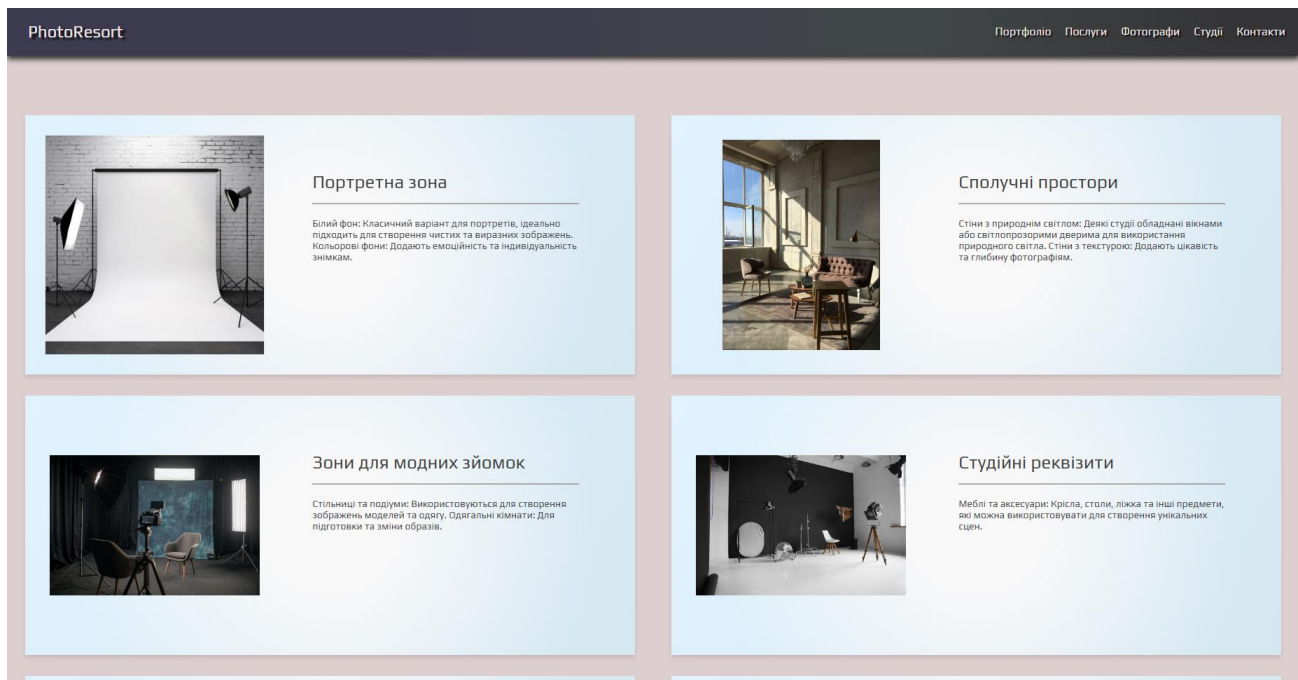 PhotoResort
Портфоліо Послуги Фотографи Студії Контакти
Портретна зона
Білий фон: Класичний варіант для портретів, ідеально
підходить для створення чистих та виразних зображень.
Кольорові фони: Додають емоційність та індивідуальність
знімкам.
Сполучні простори
Стіни з природнім світлом: Деякі студії обладнані вікнами
або світлопрозорими дверима для використання
природного світла. Стіни з текстурою: Додають цікавість
та глибину фотографіям.
Зони для модних зйомок
Стільниці та подіуми: Використовуються для створення
зображень моделей та одягу. Одягальні кімнати: Для
підготовки та зміни образів.
Студійні реквізити
Меблі та аксесуари: Крісла, столи, ліжка та інші предмети,
які можна використовувати для створення унікальних
сцен.